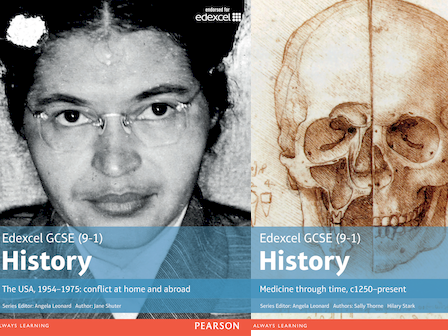 endorsed for
edexcel
Edexcel GCSE (9-1)
History
The USA, 1954–1975: conflict at home and abroad
Series Editor: Angela Leonard Author: Jane Shuter
ALWAYS LEARNING
PEARSON
Edexcel GCSE (9-1)
History
Medicine through time, c1250–present
Series Editor: Angela Leonard Authors: Sally Thorne Hilary Stark
ALWAYS LEARNING